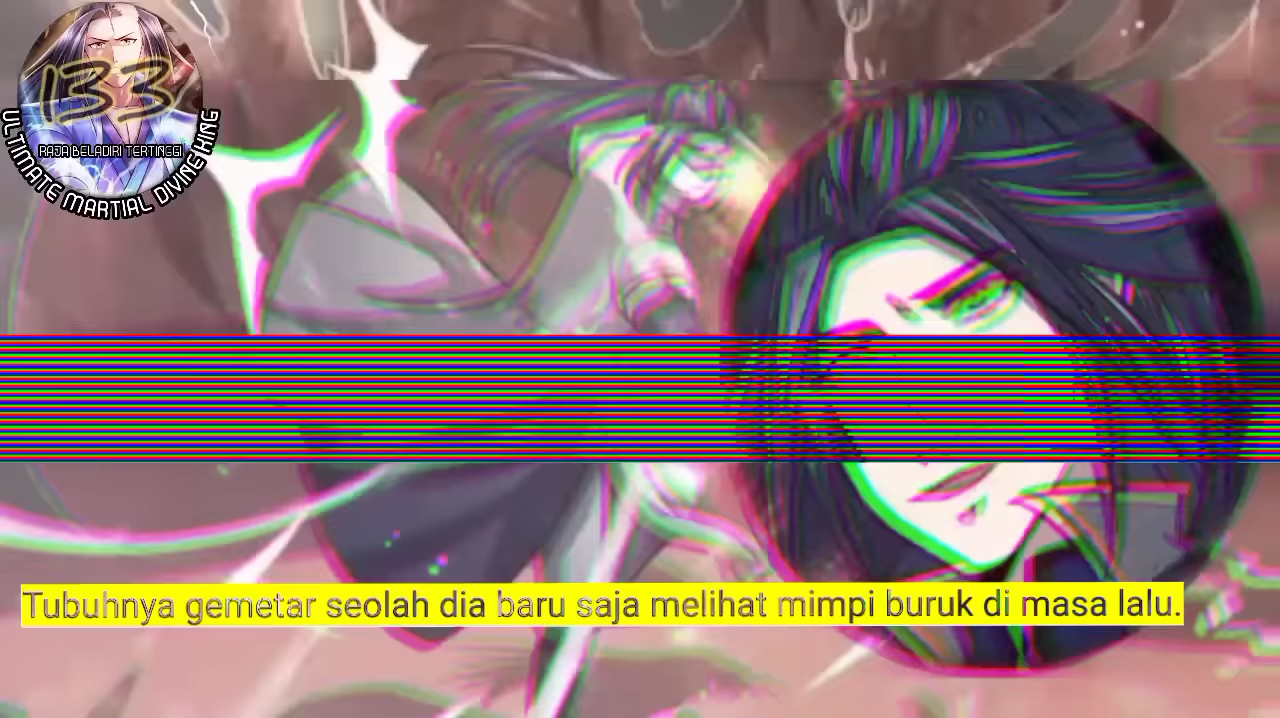 133
RAJA BELADIRI TERTINGGI
ULTIMATE MARTIAL DIVINE KING
Tubuhnya gemetar seolah dia baru saja melihat mimpi buruk di masa lalu.